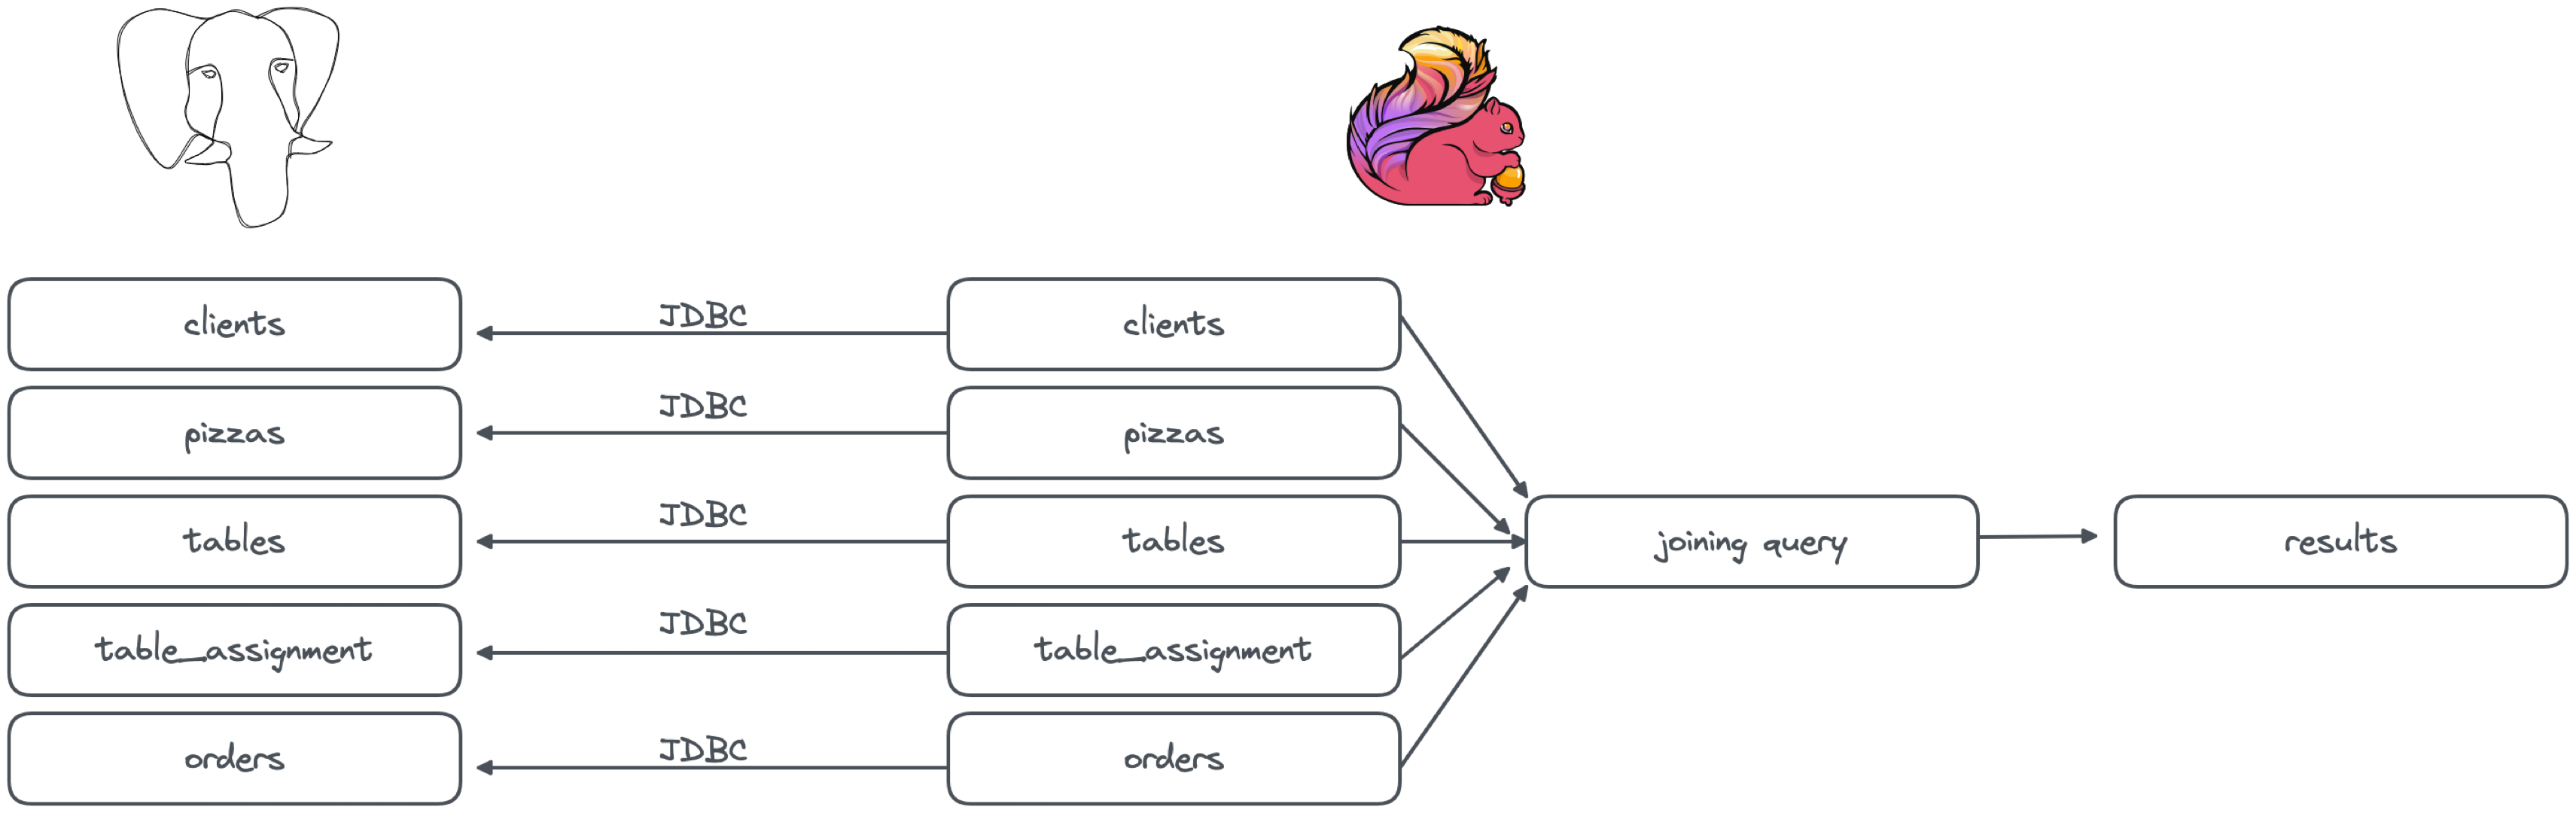 clients
JDBC
clients
pizzas
JDBC
pizzas
tables
JDBC
tables
joining query
results
table_assignment
JDBC
table_assignment
orders
JDBC
orders